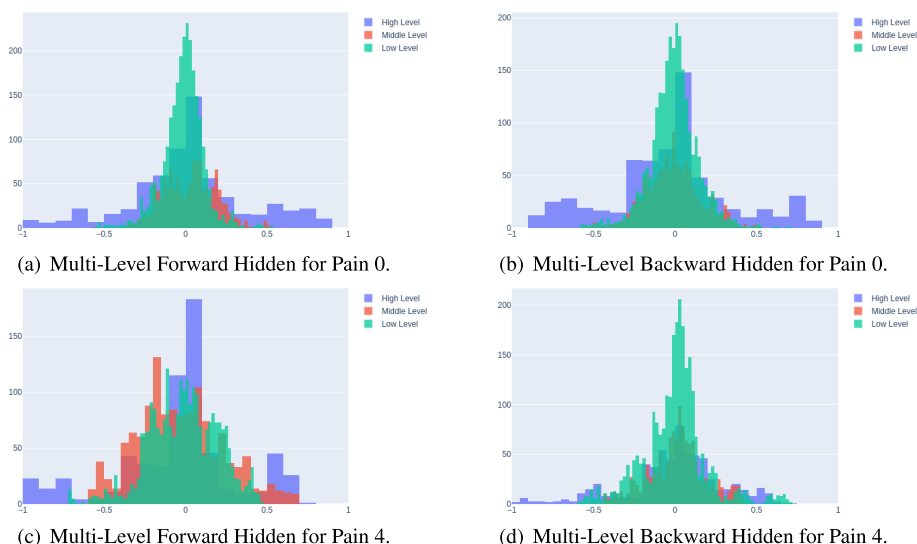 High Level
Middle Level
Low Level
200
150
100
50
0
−1
−0.5
0
0.5
1
(a) Multi-Level Forward Hidden for Pain 0.
High Level
Middle Level
Low Level
200
150
100
50
0
−1
−0.5
0
0.5
1
(b) Multi-Level Backward Hidden for Pain 0.
High Level
Middle Level
Low Level
150
100
50
0
−1
−0.5
0
0.5
1
(c) Multi-Level Forward Hidden for Pain 4.
High Level
Middle Level
Low Level
200
150
100
50
0
−1
−0.5
0
0.5
1
(d) Multi-Level Backward Hidden for Pain 4.